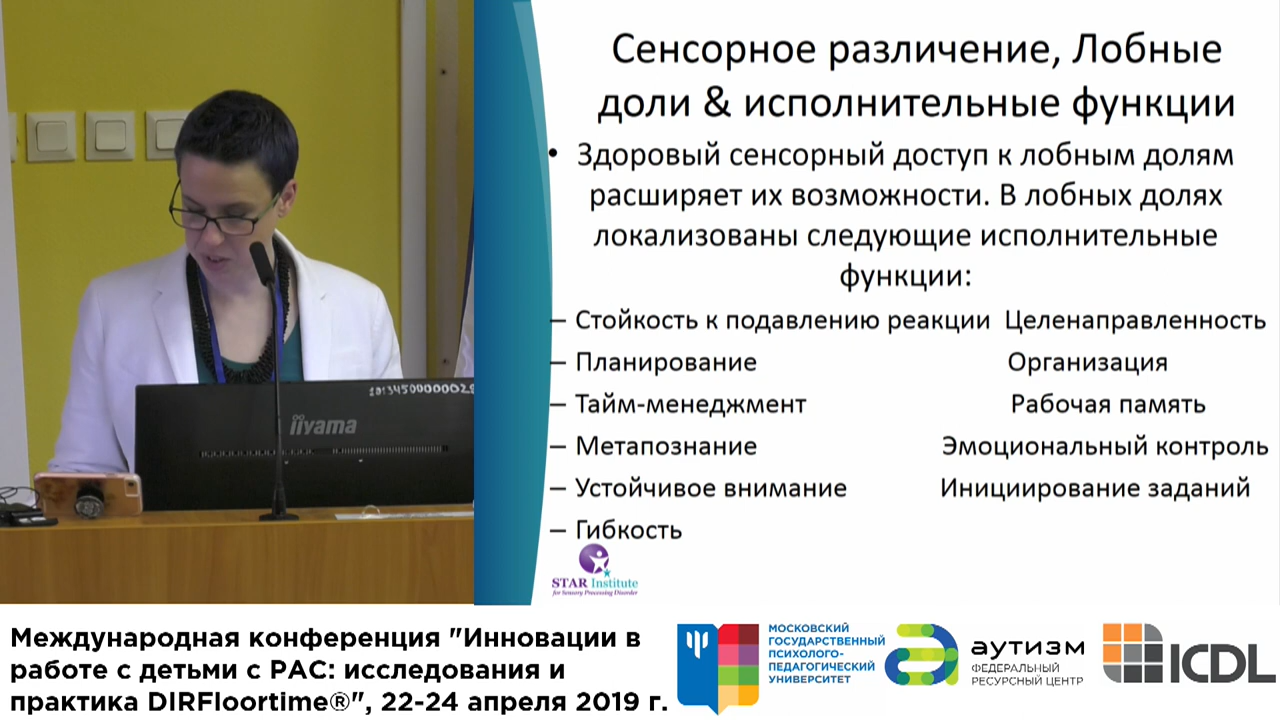 Сенсорное различение, Лобные
доли & исполнительные функции
• Здоровый сенсорный доступ к лобным долям
расширяет их возможности. В лобных долях
локализованы следующие исполнительные
функции:
– Стойкость к подавлению реакции Целенаправленность
– Планирование Организация
– Тайм-менеджмент Рабочая память
– Метапознание Эмоциональный контроль
– Устойчивое внимание Инициирование заданий
– Гибкость
STAR Institute
for Sensory Processing Disorder
iiyama
Международная конференция "Инновации в
работе с детьми с РАС: исследования и
практика DIRFloortime®", 22-24 апреля 2019 г.
МОСКОВСКИЙ
ГОСУДАРСТВЕННЫЙ
ПСИХОЛОГО-
ПЕДАГОГИЧЕСКИЙ
УНИВЕРСИТЕТ
аутизм
ФЕДЕРАЛЬНЫЙ
РЕСУРСНЫЙ ЦЕНТР
ICDL